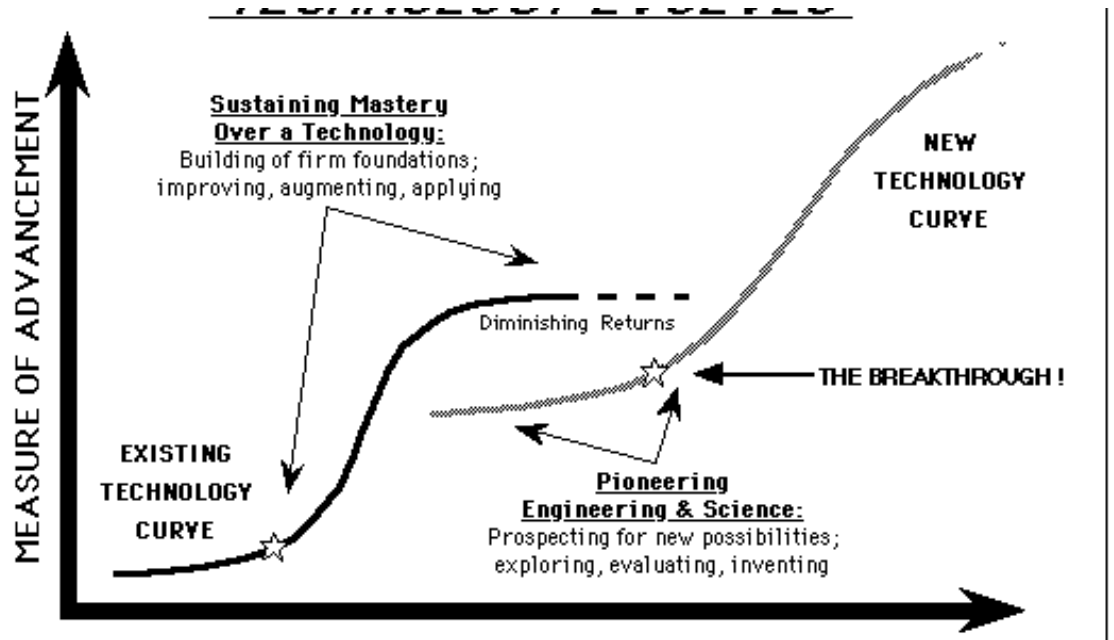 MEASURE OF ADVANCEMENT
Sustaining Mastery
Over a Technology:
Building of firm foundations;
improving, augmenting, applying
NEW
TECHNOLOGY
CURVE
Diminishing Returns
THE BREAKTHROUGH !
EXISTING
TECHNOLOGY
CURVE
Pioneering
Engineering & Science:
Prospecting for new possibilities;
exploring, evaluating, inventing